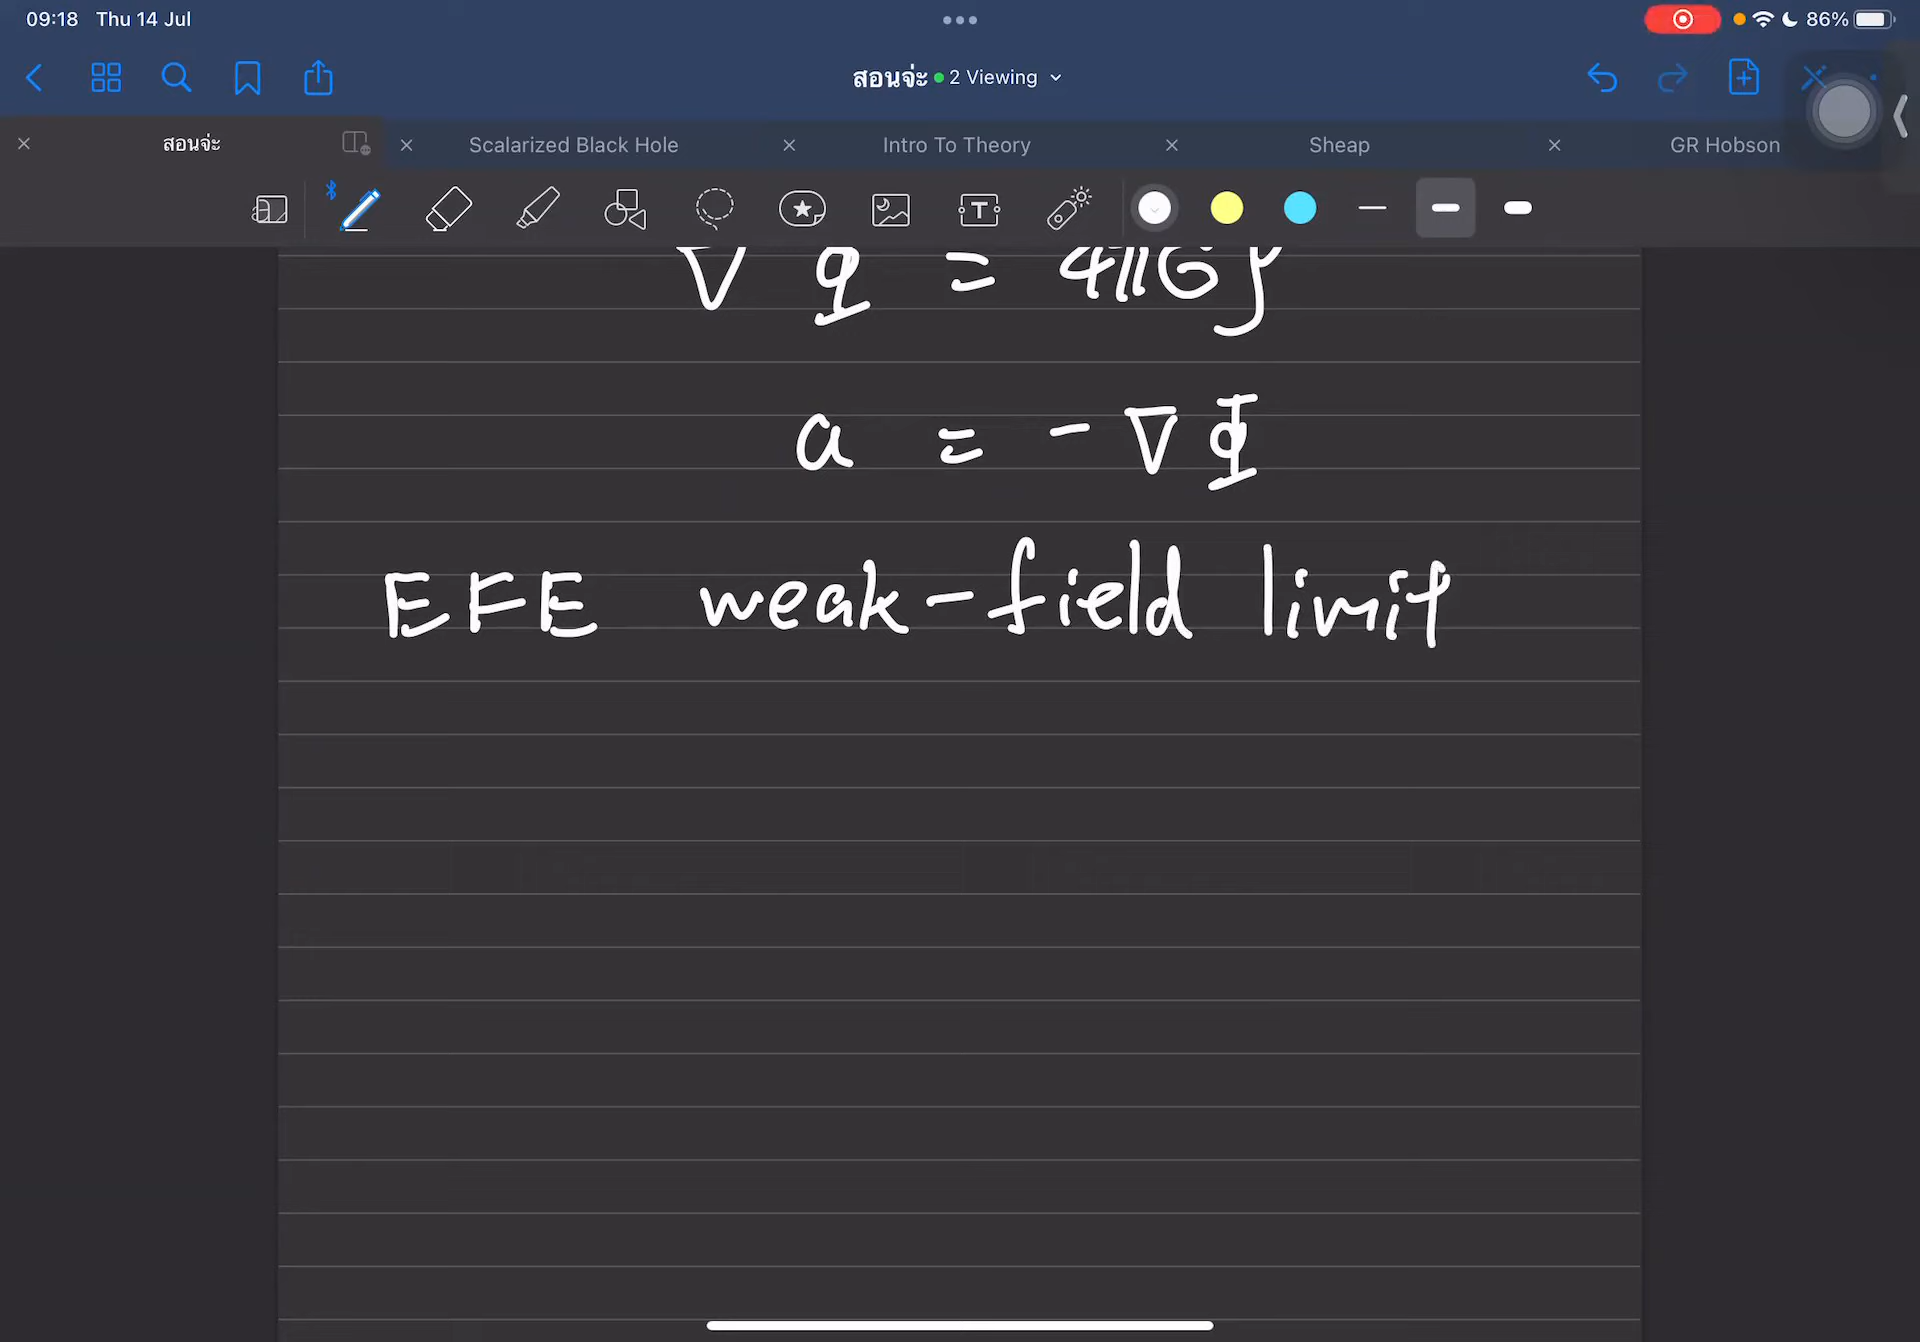 09:18 Thu 14 Jul 86%
สอนจ่ะ 2 Viewing
สอนจ่ะ Scalarized Black Hole Intro To Theory Sheap GR Hobson
T
∇ Φ = 4πGρ
a = - ∇Φ
EFE weak-field limit